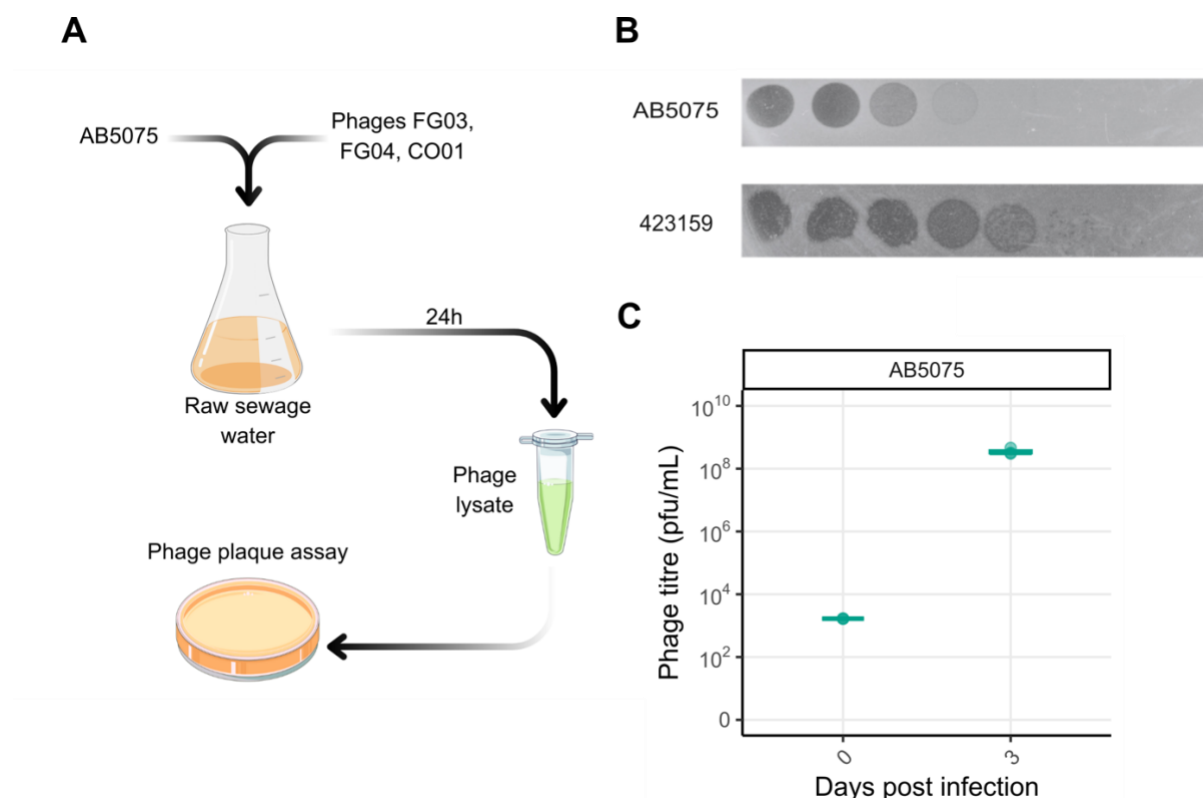 A
AB5075
Phages FG03,
FG04, CO01
24h
Raw sewage
water
Phage
lysate
Phage plaque assay
B
AB5075
423159
C
AB5075
Phage titre (pfu/mL)
10^10
10^8
10^6
10^4
10^2
0
0
3
Days post infection